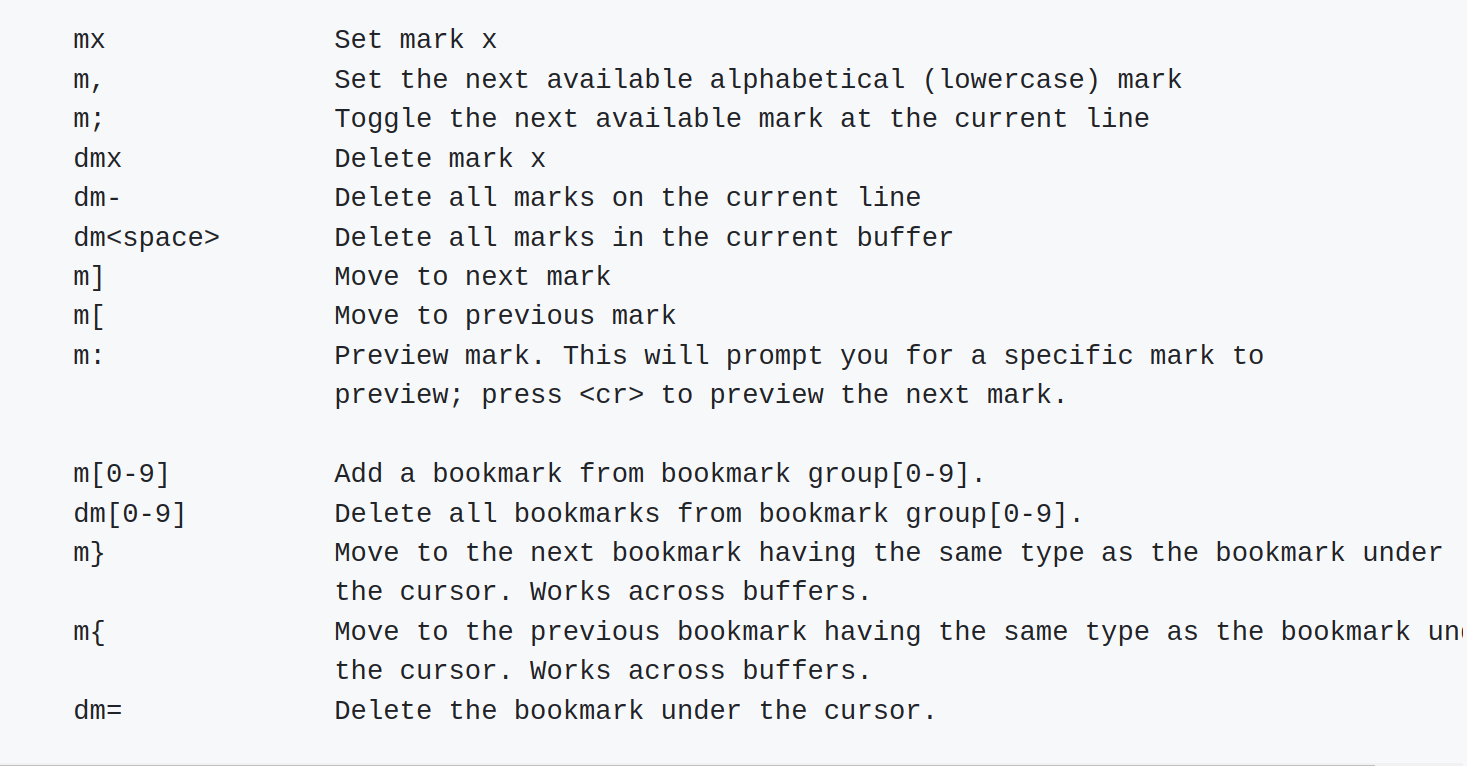 mx Set mark x
m, Set the next available alphabetical (lowercase) mark
m; Toggle the next available mark at the current line
dmx Delete mark x
dm- Delete all marks on the current line
dm<space> Delete all marks in the current buffer
m] Move to next mark
m[ Move to previous mark
m: Preview mark. This will prompt you for a specific mark to
preview; press <cr> to preview the next mark.
m[0-9] Add a bookmark from bookmark group[0-9].
dm[0-9] Delete all bookmarks from bookmark group[0-9].
m} Move to the next bookmark having the same type as the bookmark under
the cursor. Works across buffers.
m{ Move to the previous bookmark having the same type as the bookmark
the cursor. Works across buffers.
dm= Delete the bookmark under the cursor.